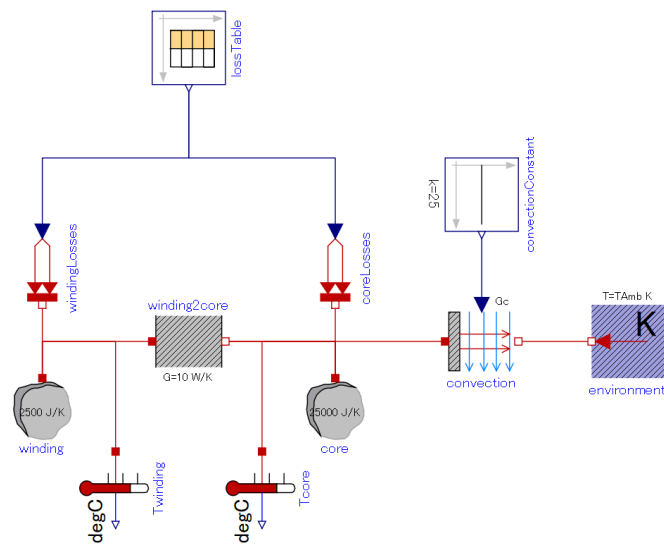 lossTable
k=25
convectionConstant
windingLosses
coreLosses
winding2core
G=10 W/K
Gc
T=TAmb K
K
convection
environment
2500 J/K
25000 J/K
winding
core
degC
Twinding
degC
Tcore